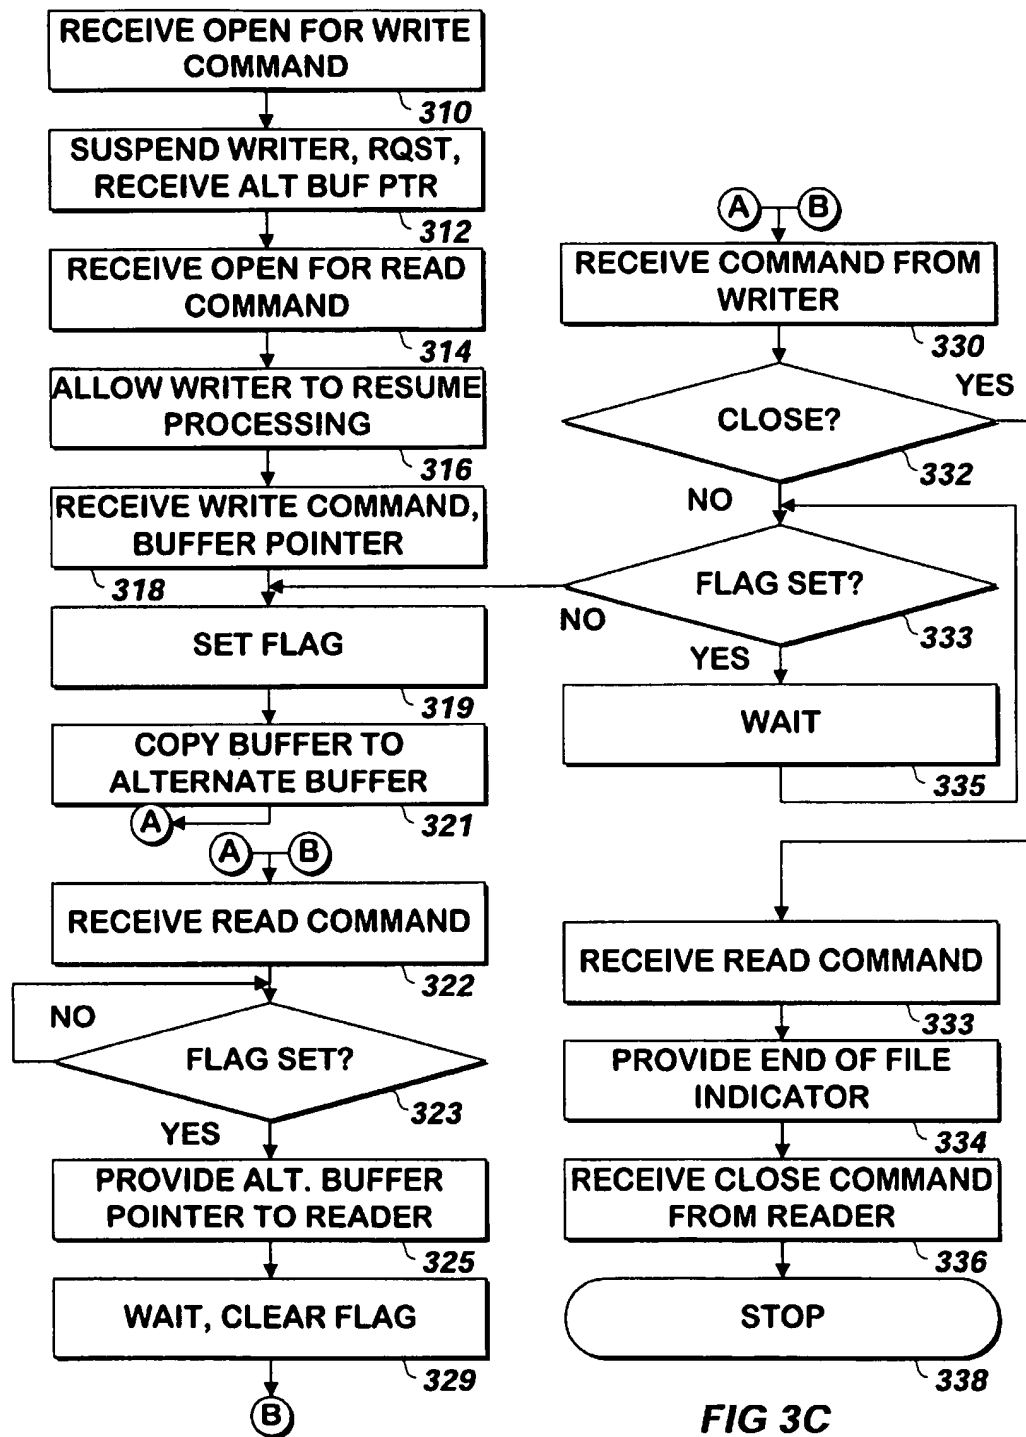 RECEIVE OPEN FOR WRITE
COMMAND
310
SUSPEND WRITER, RQST,
RECEIVE ALT BUF PTR
312
RECEIVE OPEN FOR READ
COMMAND
314
ALLOW WRITER TO RESUME
PROCESSING
316
RECEIVE WRITE COMMAND,
BUFFER POINTER
318
SET FLAG
319
COPY BUFFER TO
ALTERNATE BUFFER
321
A
A B
RECEIVE READ COMMAND
322
NO
FLAG SET?
323
YES
PROVIDE ALT. BUFFER
POINTER TO READER
325
WAIT, CLEAR FLAG
329
B
A B
RECEIVE COMMAND FROM
WRITER
330
YES
CLOSE?
332
NO
FLAG SET?
333
NO
YES
WAIT
335
RECEIVE READ COMMAND
333
PROVIDE END OF FILE
INDICATOR
334
RECEIVE CLOSE COMMAND
FROM READER
336
STOP
338
FIG 3C